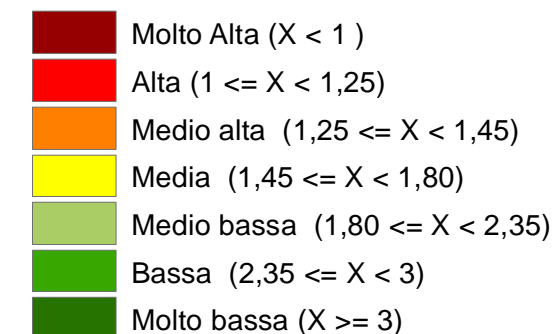 Molto Alta (X < 1 )
Alta (1 <= X < 1,25)
Medio alta  (1,25 <= X < 1,45)
Media  (1,45 <= X < 1,80)
Medio bassa  (1,80 <= X < 2,35)
Bassa  (2,35 <= X < 3)
Molto bassa (X >= 3)